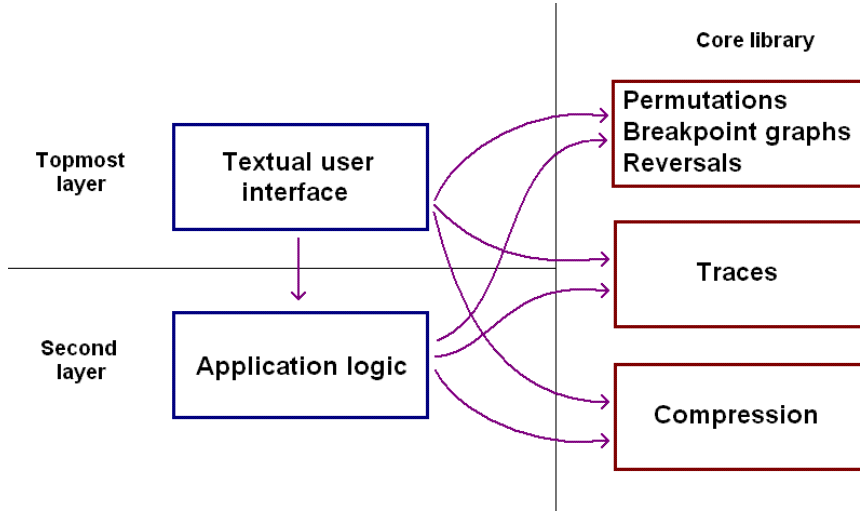 Core library
Permutations
Breakpoint graphs
Reversals
Topmost
layer
Textual user
interface
Traces
Second
layer
Application logic
Compression